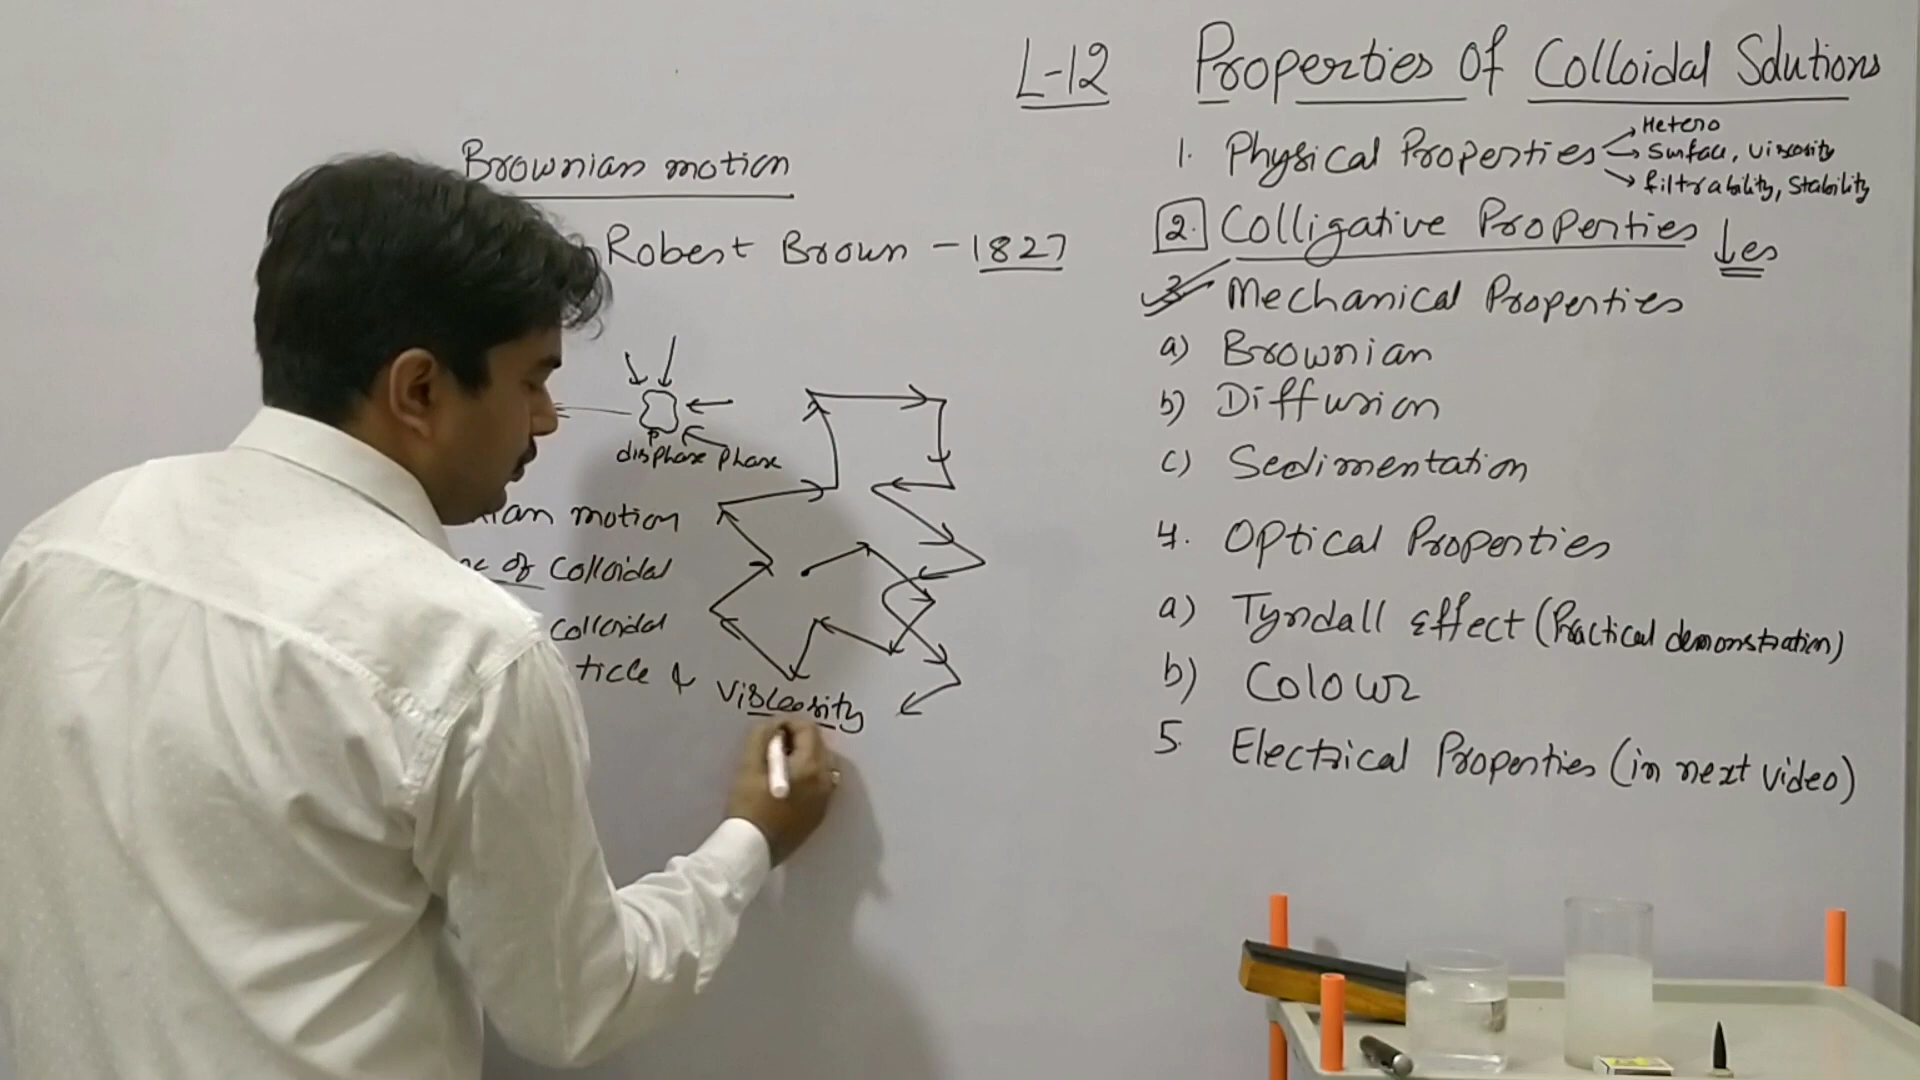 L-12 Properties Of Colloidal Solutions
Brownian motion
Robert Brown - 1827
disphase phase
motion
of Colloidal
colloidal
ticle & Viscosity
1. Physical Properties
Hetero
Surface, Viscosity
filtrability, Stability
2. Colligative Properties ↓es
3. Mechanical Properties
a) Brownian
b) Diffusion
c) Sedimentation
4. Optical Properties
a) Tyndall Effect (Practical demonstration)
b) Colour
5. Electrical Properties (in next video)